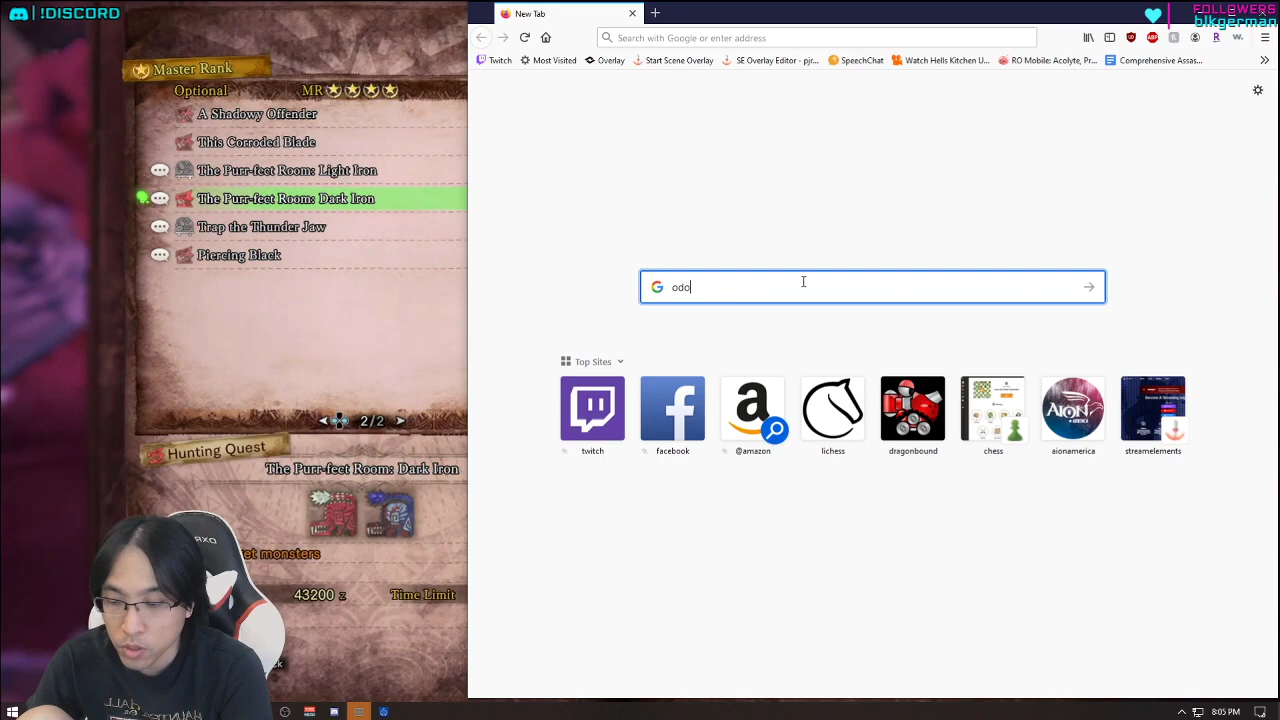 !DISCORD
Master Rank
Optional MR
A Shadowy Offender
This Corroded Blade
The Purr-fect Room: Light Iron
The Purr-fect Room: Dark Iron
Trap the Thunder Jaw
Piercing Black
2/2
Hunting Quest
The Purr-fect Room: Dark Iron
monsters
43200 z Time Limit
New Tab
FOLLOWERS
blkgerman
Search with Google or enter address
Twitch Most Visited Overlay Start Scene Overlay SE Overlay Editor - pjr... SpeechChat Watch Hells Kitchen U... RO Mobile: Acolyte, Pr... Comprehensive Assas...
odo
Top Sites
twitch facebook @amazon lichess dragonbound chess aionamerica streamelements
AION
8:05 PM